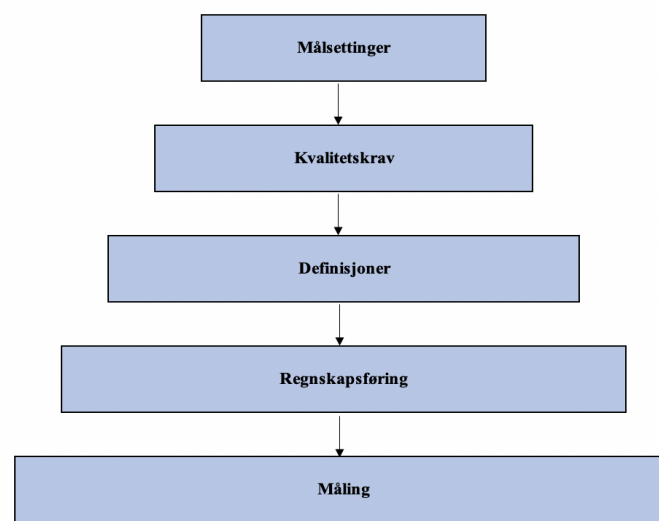 Målsettinger
Kvalitetskrav
Definisjoner
Regnskapsføring
Måling